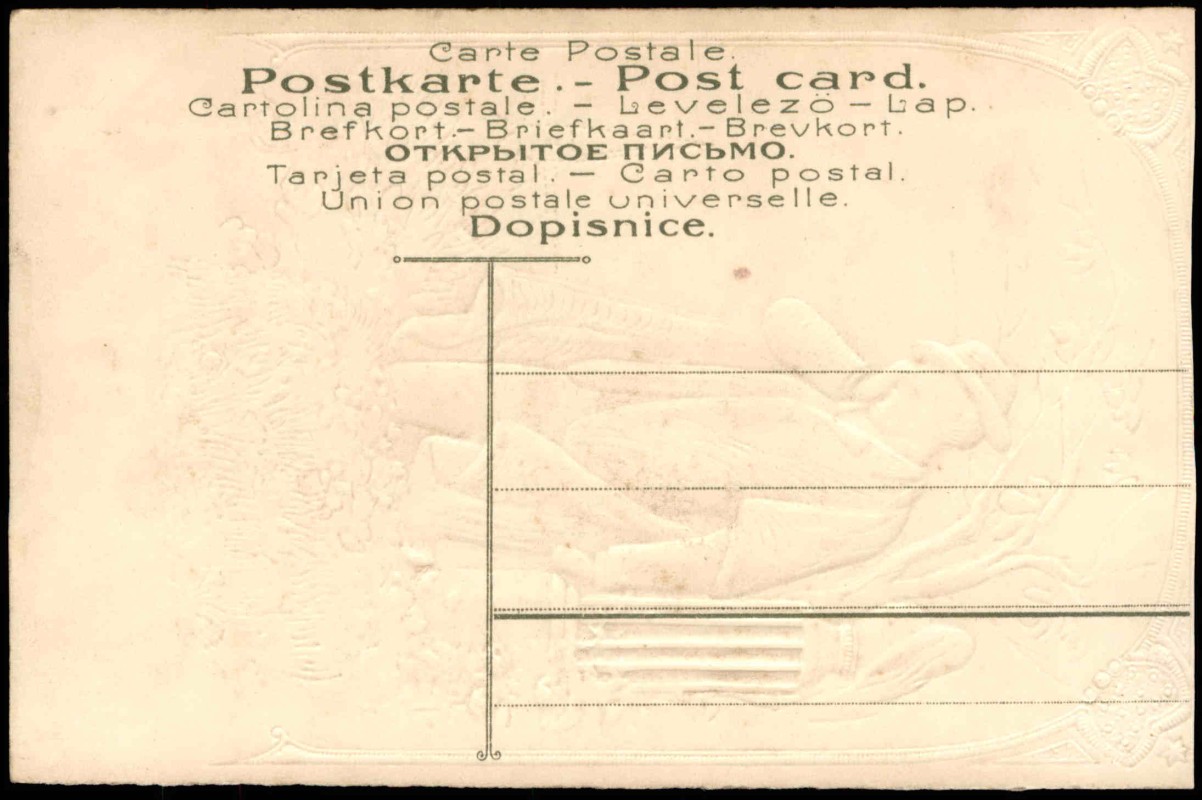 Carte Postale.
Postkarte. - Post card.
Cartolina postale. - Levelezö - Lap.
Brefkort. - Briefkaart. - Brevkort.
ОТКРЫТОЕ ПИСЬМО.
Tarjeta postal. - Carto postal.
Union postale universelle.
Dopisnice.